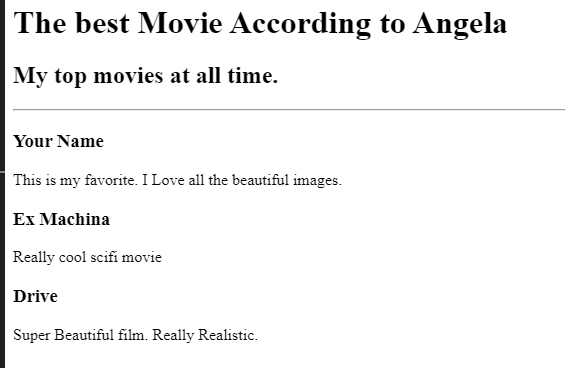 The best Movie According to Angela
My top movies at all time.
Your Name
This is my favorite. I Love all the beautiful images.
Ex Machina
Really cool scifi movie
Drive
Super Beautiful film. Really Realistic.